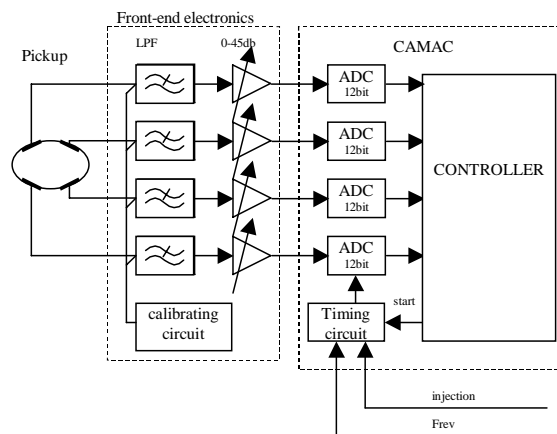 Front-end electronics
LPF
0-45db
CAMAC
Pickup
ADC
12bit
ADC
12bit
CONTROLLER
ADC
12bit
ADC
12bit
calibrating
circuit
start
Timing
circuit
injection
Frev